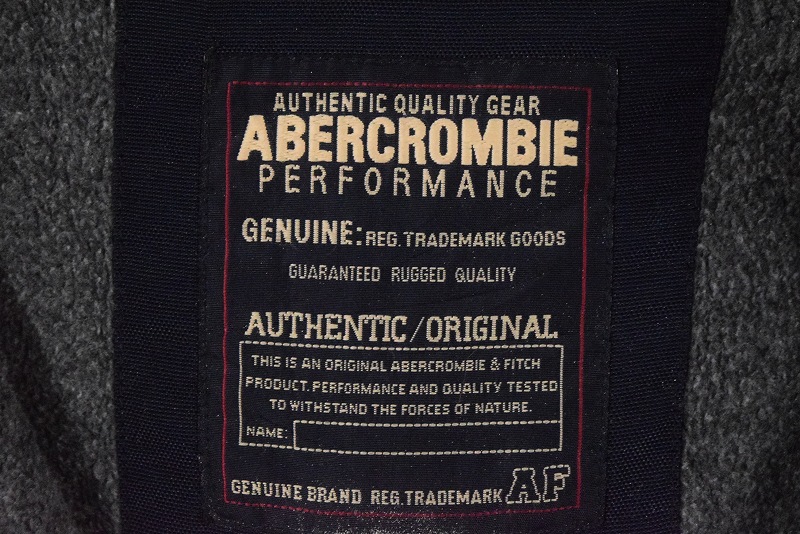 AUTHENTIC QUALITY GEAR
ABERCROMBIE
PERFORMANCE
GENUINE: REG. TRADEMARK GOODS
GUARANTEED RUGGED QUALITY
AUTHENTIC/ORIGINAL
THIS IS AN ORIGINAL ABERCROMBIE & FITCH
PRODUCT. PERFORMANCE AND QUALITY TESTED
TO WITHSTAND THE FORCES OF NATURE.
NAME:
GENUINE BRAND REG. TRADEMARK AF